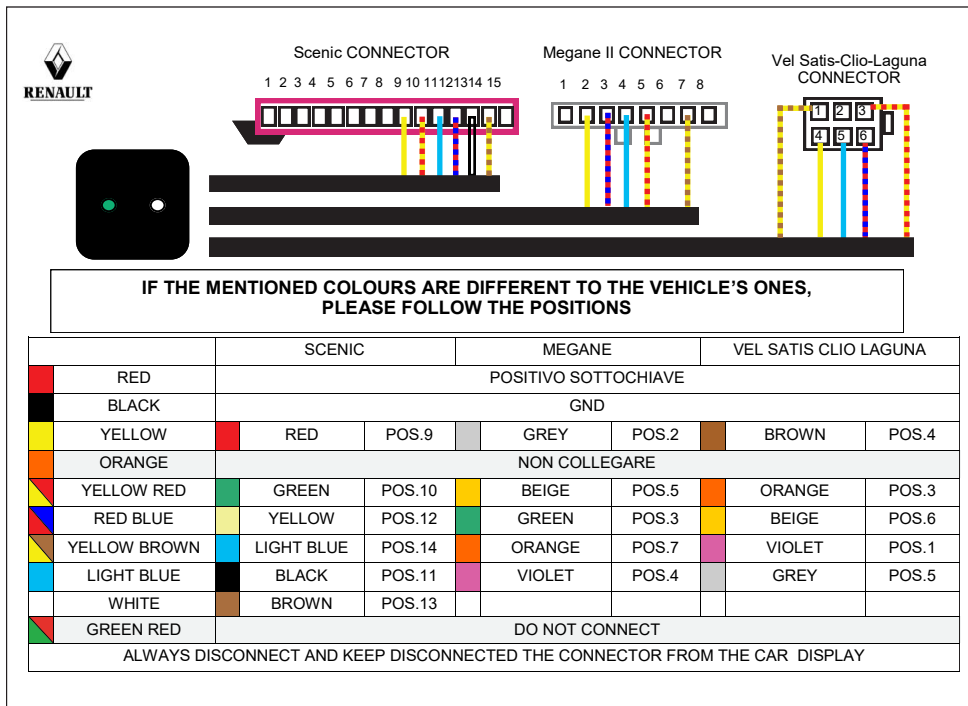 RENAULT
Scenic CONNECTOR
1 2 3 4 5 6 7 8 9 10 1112 1314 15
Megane II CONNECTOR
1 2 3 4 5 6 7 8
Vel Satis-Clio-Laguna
CONNECTOR
1 2 3
4 5 6
IF THE MENTIONED COLOURS ARE DIFFERENT TO THE VEHICLE'S ONES,
PLEASE FOLLOW THE POSITIONS
SCENIC MEGANE VEL SATIS CLIO LAGUNA
RED POSITIVO SOTTOCHIAVE
BLACK GND
YELLOW RED POS.9 GREY POS.2 BROWN POS.4
ORANGE NON COLLEGARE
YELLOW RED GREEN POS.10 BEIGE POS.5 ORANGE POS.3
RED BLUE YELLOW POS.12 GREEN POS.3 BEIGE POS.6
YELLOW BROWN LIGHT BLUE POS.14 ORANGE POS.7 VIOLET POS.1
LIGHT BLUE BLACK POS.11 VIOLET POS.4 GREY POS.5
WHITE BROWN POS.13
GREEN RED DO NOT CONNECT
ALWAYS DISCONNECT AND KEEP DISCONNECTED THE CONNECTOR FROM THE CAR DISPLAY